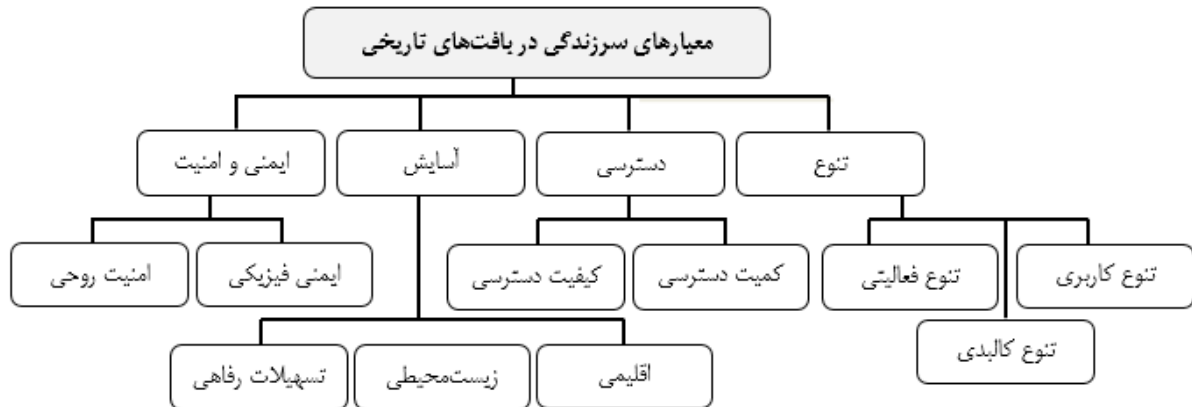 معیارهای سرزندگی در بافت‌های تاریخی
تنوع
دسترسی
آسایش
ایمنی و امنیت
تنوع کاربری
تنوع فعالیتی
تنوع کالبدی
کمیت دسترسی
کیفیت دسترسی
اقلیمی
زیست‌محیطی
تسهیلات رفاهی
ایمنی فیزیکی
امنیت روحی